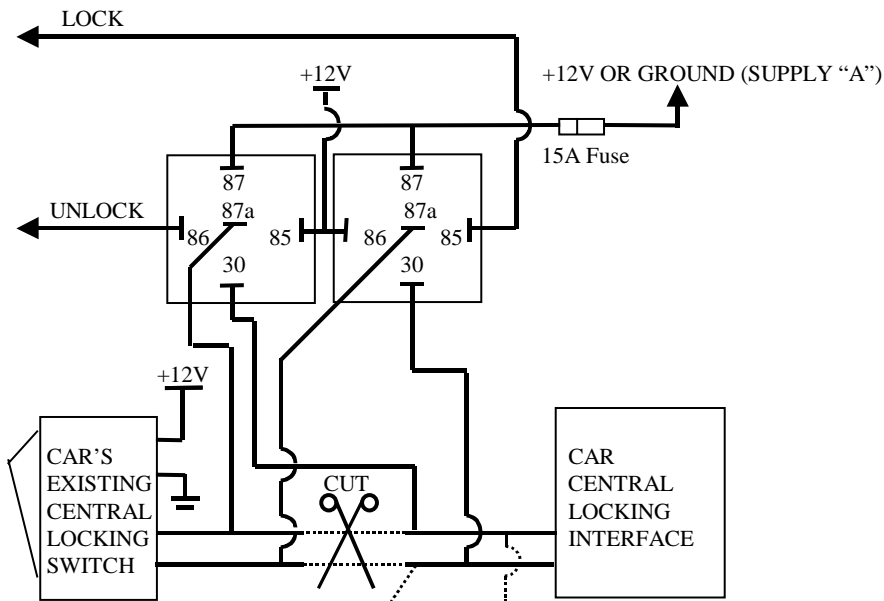 LOCK
+12V
+12V OR GROUND (SUPPLY “A”)
15A Fuse
87
87
87a
87a
UNLOCK
86
85
86
85
30
30
+12V
CAR’S
EXISTING
CENTRAL
LOCKING
SWITCH
CUT
CAR
CENTRAL
LOCKING
INTERFACE